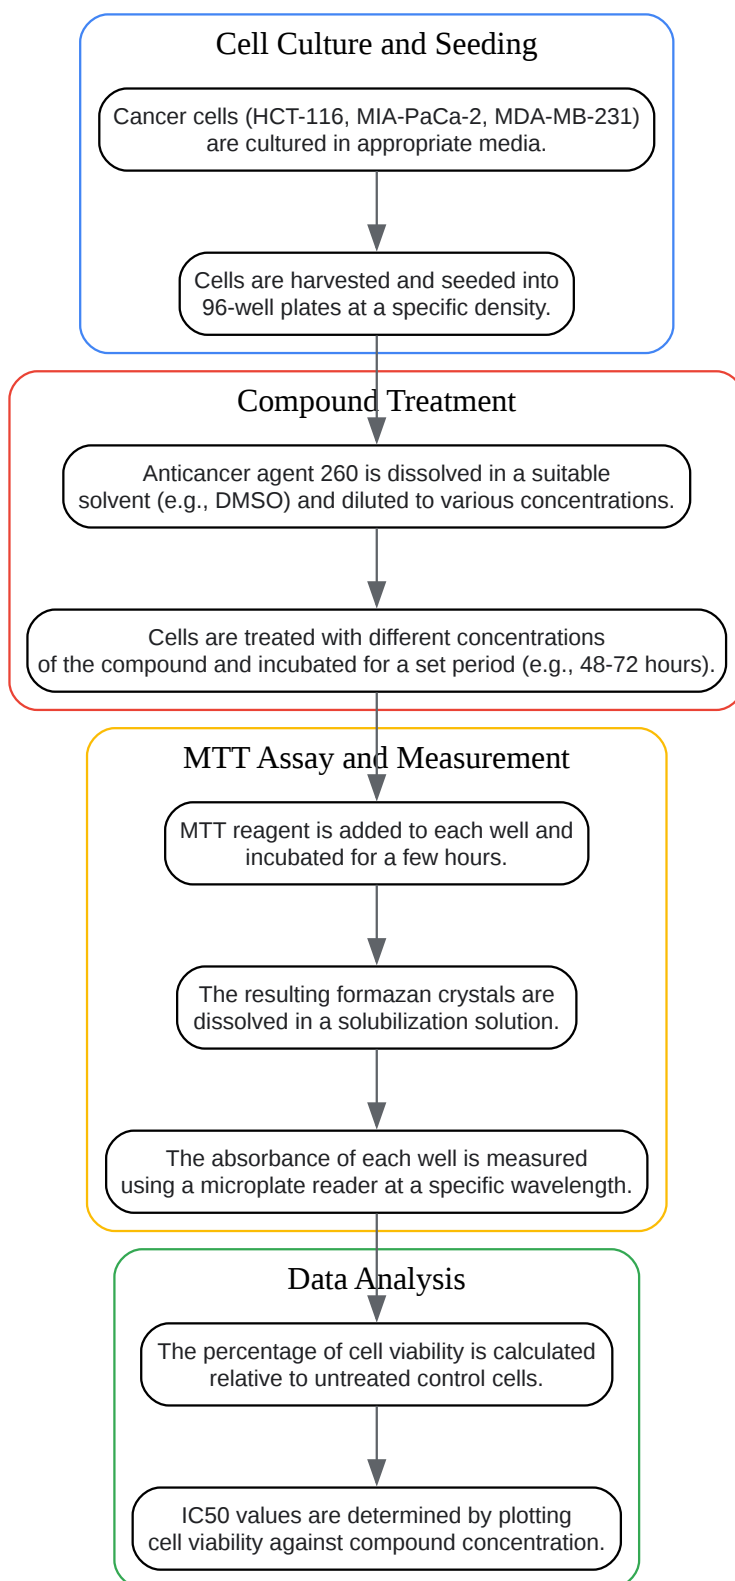 Cell Culture and Seeding
Cancer cells (HCT-116, MIA-PaCa-2, MDA-MB-231)
are cultured in appropriate media.
Cells are harvested and seeded into
96-well plates at a specific density.
Compound Treatment
Anticancer agent 260 is dissolved in a suitable
solvent (e.g., DMSO) and diluted to various concentrations.
Cells are treated with different concentrations
of the compound and incubated for a set period (e.g., 48-72 hours).
MTT Assay and Measurement
MTT reagent is added to each well and
incubated for a few hours.
The resulting formazan crystals are
dissolved in a solubilization solution.
The absorbance of each well is measured
using a microplate reader at a specific wavelength.
Data Analysis
The percentage of cell viability is calculated
relative to untreated control cells.
IC50 values are determined by plotting
cell viability against compound concentration.